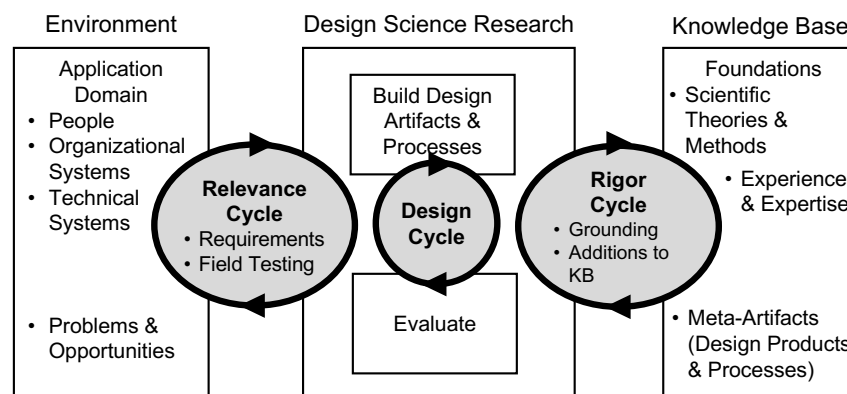 Environment
Design Science Research
Knowledge Base
Application
Domain
• People
• Organizational
Systems
• Technical
Systems
• Problems &
Opportunities
Relevance
Cycle
• Requirements
• Field Testing
Build Design
Artifacts &
Processes
Design
Cycle
Evaluate
Rigor
Cycle
• Grounding
• Additions to
KB
Foundations
• Scientific
Theories &
Methods
• Experience
& Expertise
• Meta-Artifacts
(Design Products
& Processes)